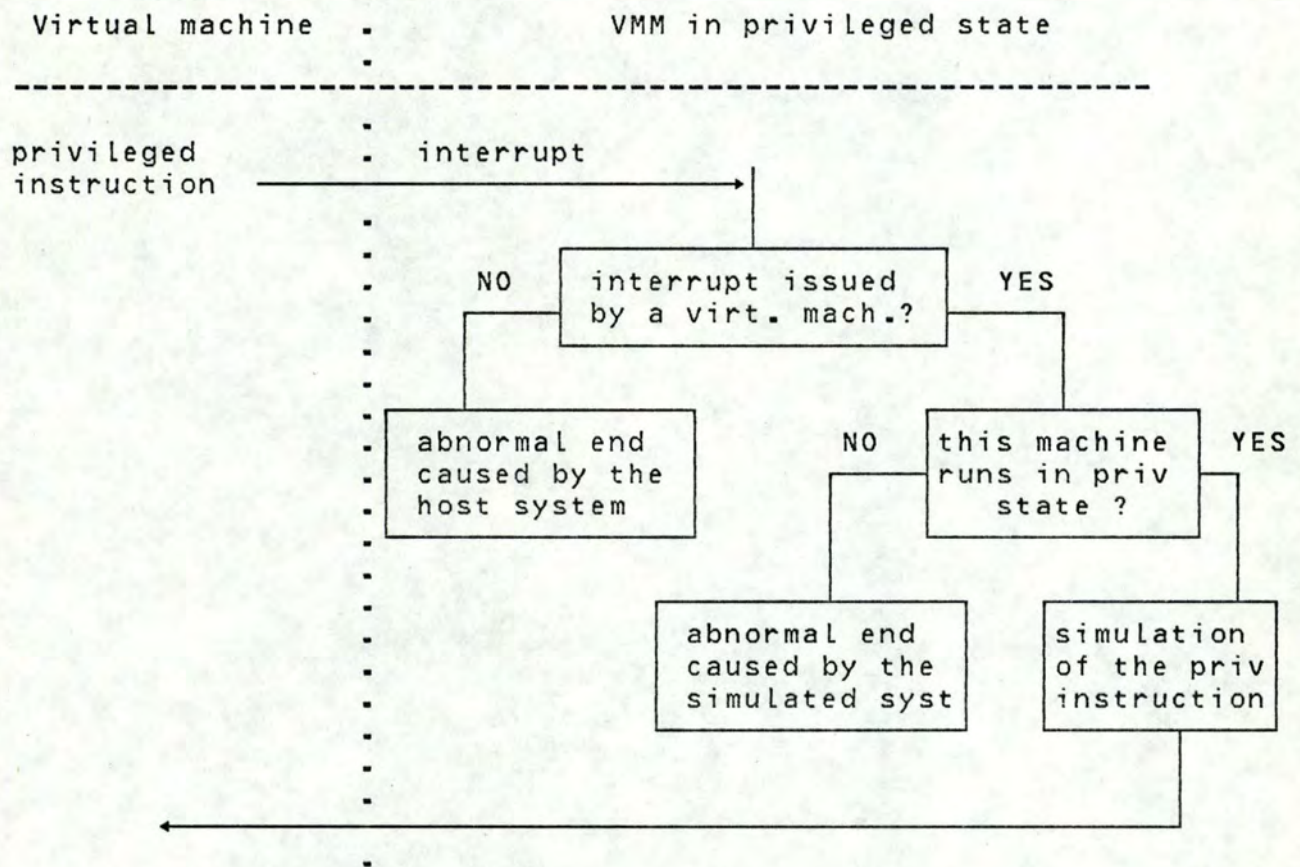 Virtual machine
VMM in privileged state
privileged
instruction
interrupt
NO
interrupt issued
by a virt. mach.?
YES
abnormal end
caused by the
host system
NO
this machine
runs in priv
state ?
YES
abnormal end
caused by the
simulated syst
simulation
of the priv
instruction